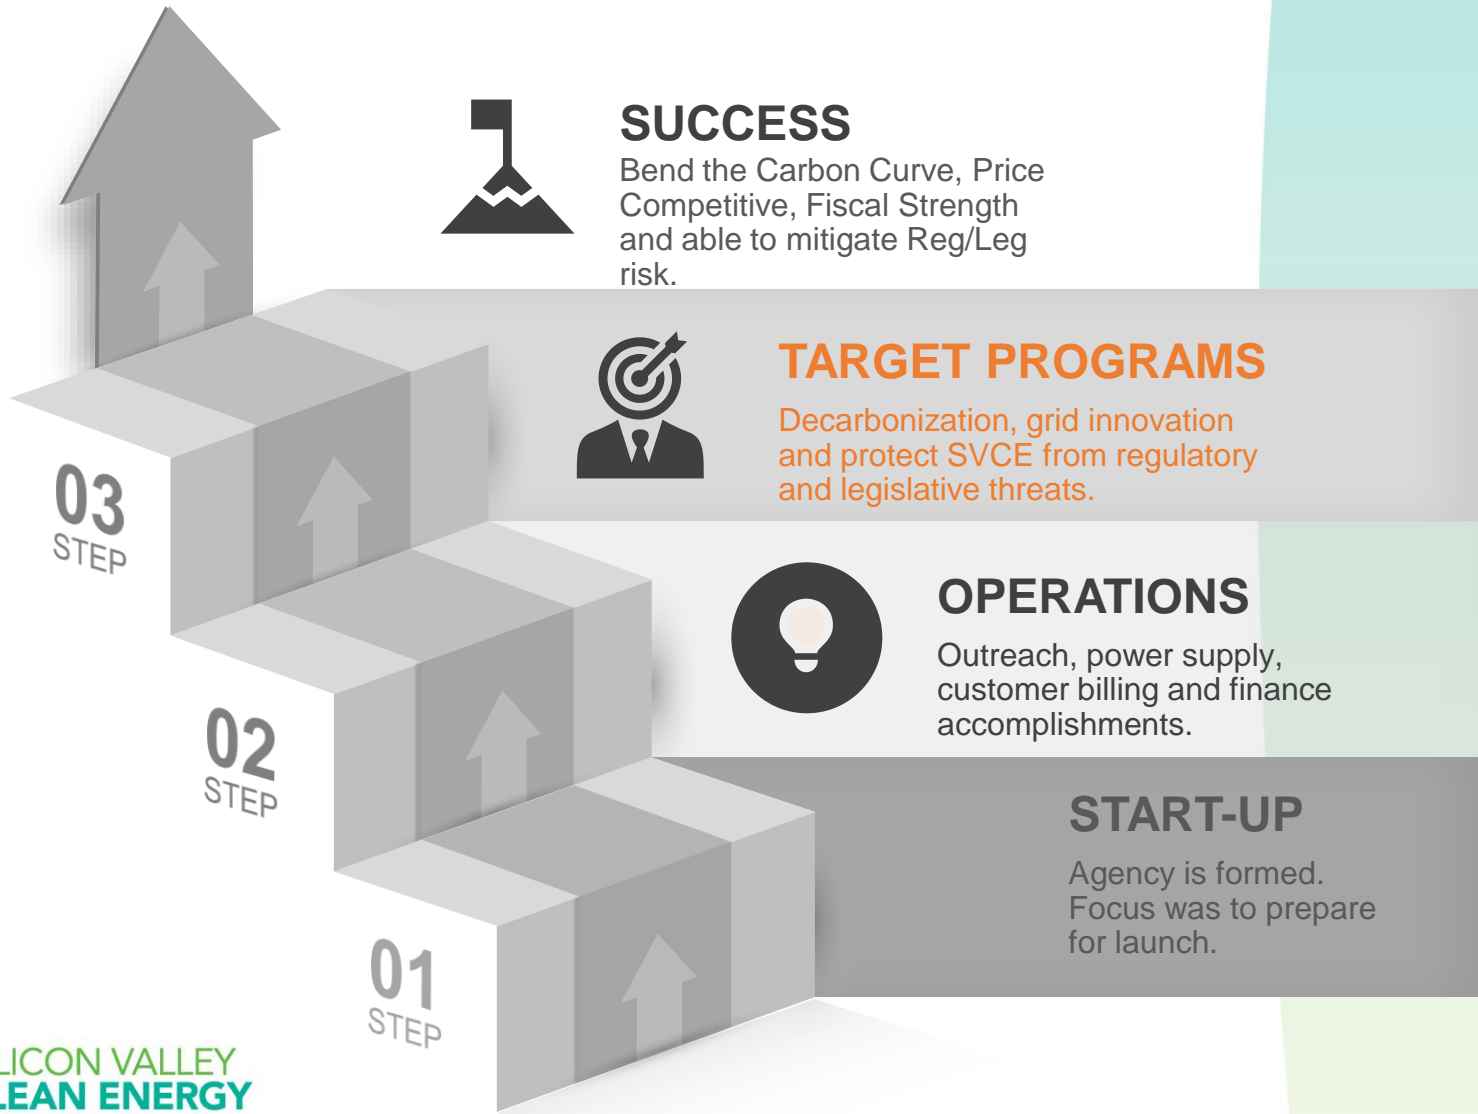 SUCCESS
Bend the Carbon Curve, Price
Competitive, Fiscal Strength
and able to mitigate Reg/Leg
risk.
TARGET PROGRAMS
Decarbonization, grid innovation
and protect SVCE from regulatory
and legislative threats.
03
STEP
OPERATIONS
Outreach, power supply,
customer billing and finance
accomplishments.
02
STEP
START-UP
Agency is formed.
Focus was to prepare
for launch.
01
STEP
LICON VALLEY
LEAN ENERGY